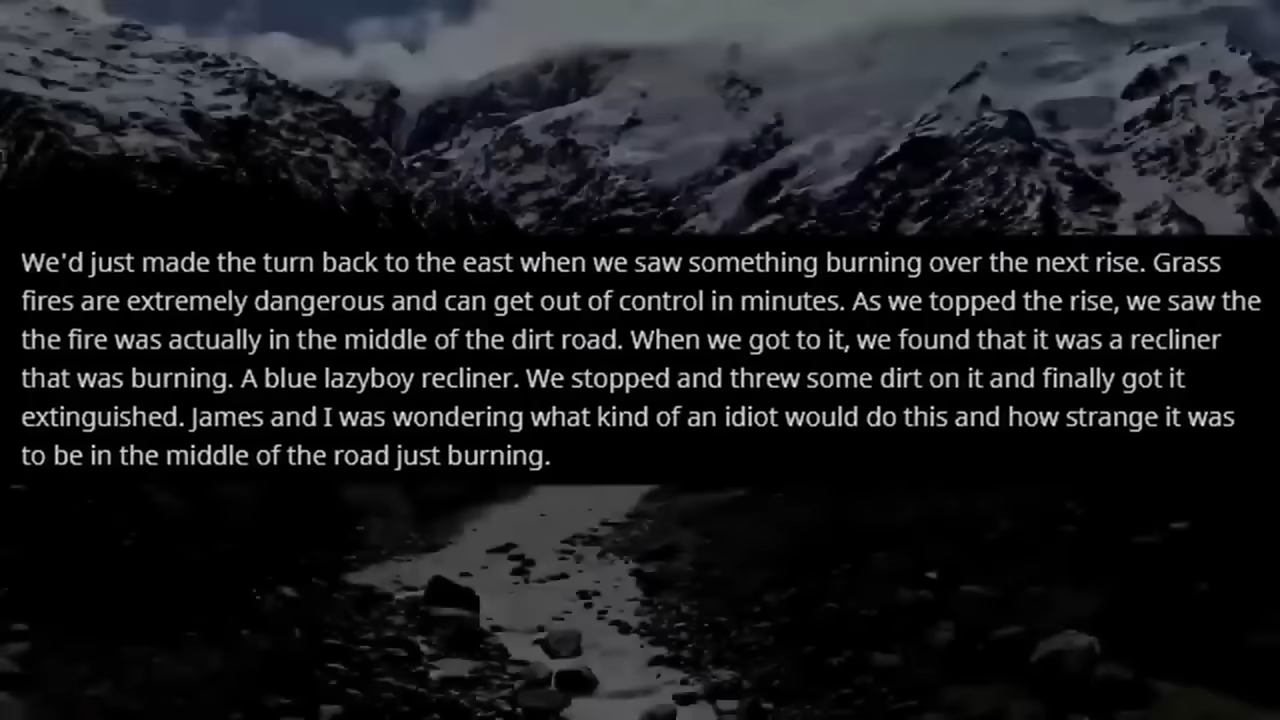 We'd just made the turn back to the east when we saw something burning over the next rise. Grass
fires are extremely dangerous and can get out of control in minutes. As we topped the rise, we saw the
the fire was actually in the middle of the dirt road. When we got to it, we found that it was a recliner
that was burning. A blue lazyboy recliner. We stopped and threw some dirt on it and finally got it
extinguished. James and I was wondering what kind of an idiot would do this and how strange it was
to be in the middle of the road just burning.